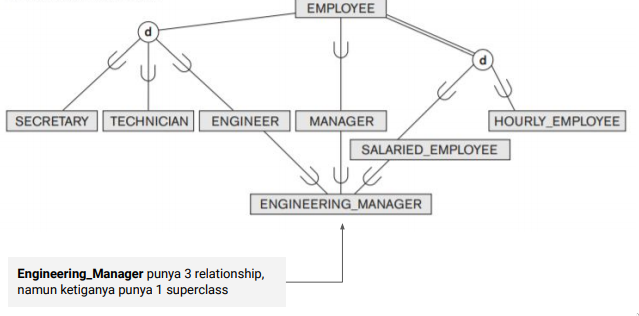 EMPLOYEE
d
d
SECRETARY
TECHNICIAN
ENGINEER
MANAGER
HOURLY_EMPLOYEE
SALARIED_EMPLOYEE
ENGINEERING_MANAGER
Engineering_Manager punya 3 relationship,
namun ketiganya punya 1 superclass